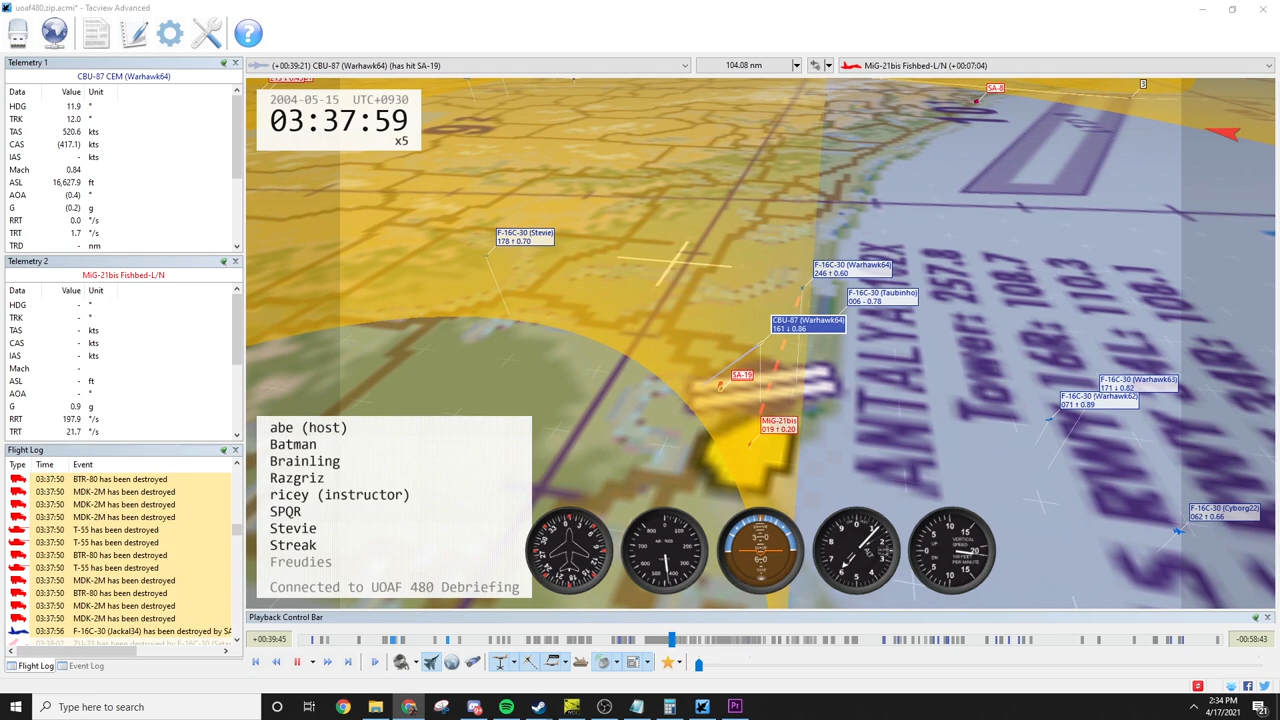 uoaf480.zip.acmi* - Tacview Advanced
Telemetry 1
CBU-87 CEM (Warhawk64)
Data Value Unit
HDG 11.9 °
TRK 12.0 °
TAS 520.6 kts
CAS (417.1) kts
IAS - kts
Mach 0.84
ASL 16,627.9 ft
AOA (0.4) °
G (0.2) g
RRT 0.0 °/s
TRT 1.7 °/s
TRD - nm
Telemetry 2
MiG-21bis Fishbed-L/N
Data Value Unit
HDG - °
TRK - °
TAS - kts
CAS - kts
IAS - kts
Mach -
ASL - ft
AOA - °
G 0.9 g
RRT 197.9 °/s
TRT 21.7 °/s
Flight Log
Type Time Event
03:37:50 BTR-80 has been destroyed
03:37:50 MDK-2M has been destroyed
03:37:50 MDK-2M has been destroyed
03:37:50 MDK-2M has been destroyed
03:37:50 T-55 has been destroyed
03:37:50 T-55 has been destroyed
03:37:50 BTR-80 has been destroyed
03:37:50 T-55 has been destroyed
03:37:50 MDK-2M has been destroyed
03:37:50 BTR-80 has been destroyed
03:37:50 MDK-2M has been destroyed
03:37:50 MDK-2M has been destroyed
03:37:56 F-16C-30 (Jackal34) has been destroyed by SA
Flight Log Event Log
(+00:39:21) CBU-87 (Warhawk64) (has hit SA-19)
104.08 nm
MiG-21bis Fishbed-L/N (+00:07:04)
2004-05-15 UTC+0930
03:37:59
x5
SA-8
3
F-16C-30 (Stevie)
178 ↑ 0.70
F-16C-30 (Warhawk64)
246 ↑ 0.60
F-16C-30 (Taubinho)
006 - 0.78
CBU-87 (Warhawk64)
161 ↓ 0.86
SA-19
MiG-21bis
019 ↑ 0.20
F-16C-30 (Warhawk63)
171 ↓ 0.82
F-16C-30 (Warhawk62)
071 ↑ 0.89
F-16C-30 (Cyborg22)
062 ↑ 0.66
abe (host)
Batman
Brainling
Razgriz
ricey (instructor)
SPQR
Stevie
Streak
Freudies
Connected to UOAF 480 Debriefing
Playback Control Bar
+00:39:45
-00:58:43
Type here to search
2:34 PM
4/17/2021
21